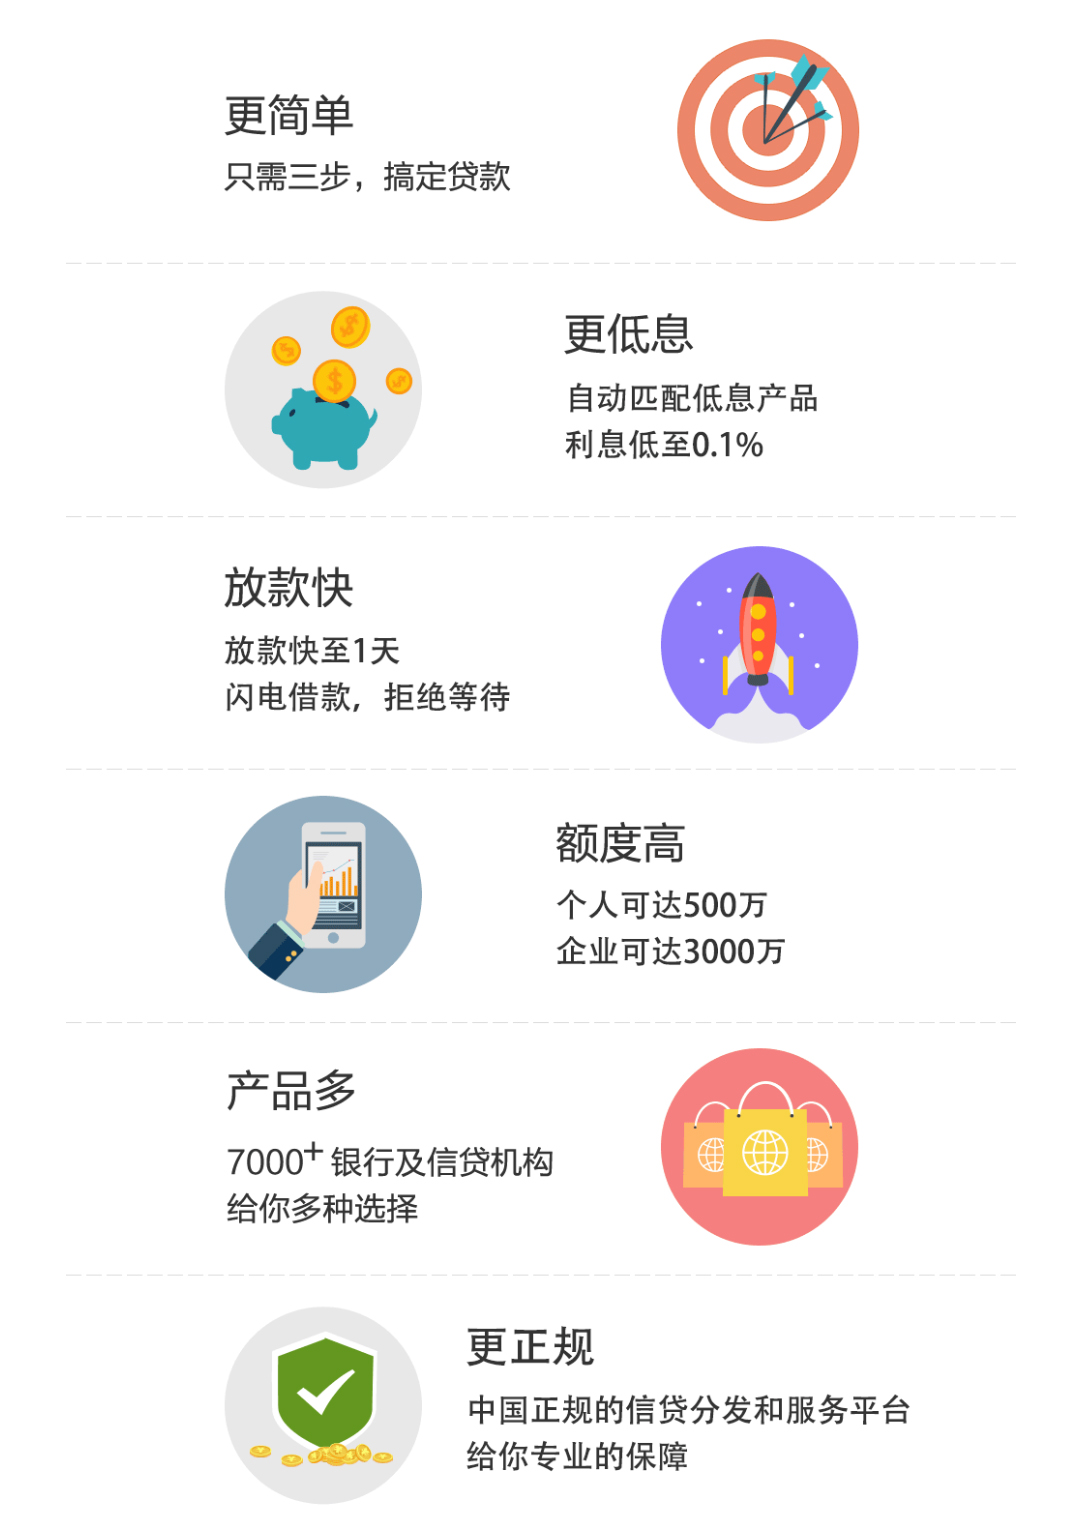 更简单
只需三步，搞定贷款
更低息
自动匹配低息产品
利息低至0.1%
放款快
放款快至1天
闪电借款，拒绝等待
额度高
个人可达500万
企业可达3000万
产品多
7000+ 银行及信贷机构
给你多种选择
更正规
中国正规的信贷分发和服务平台
给你专业的保障